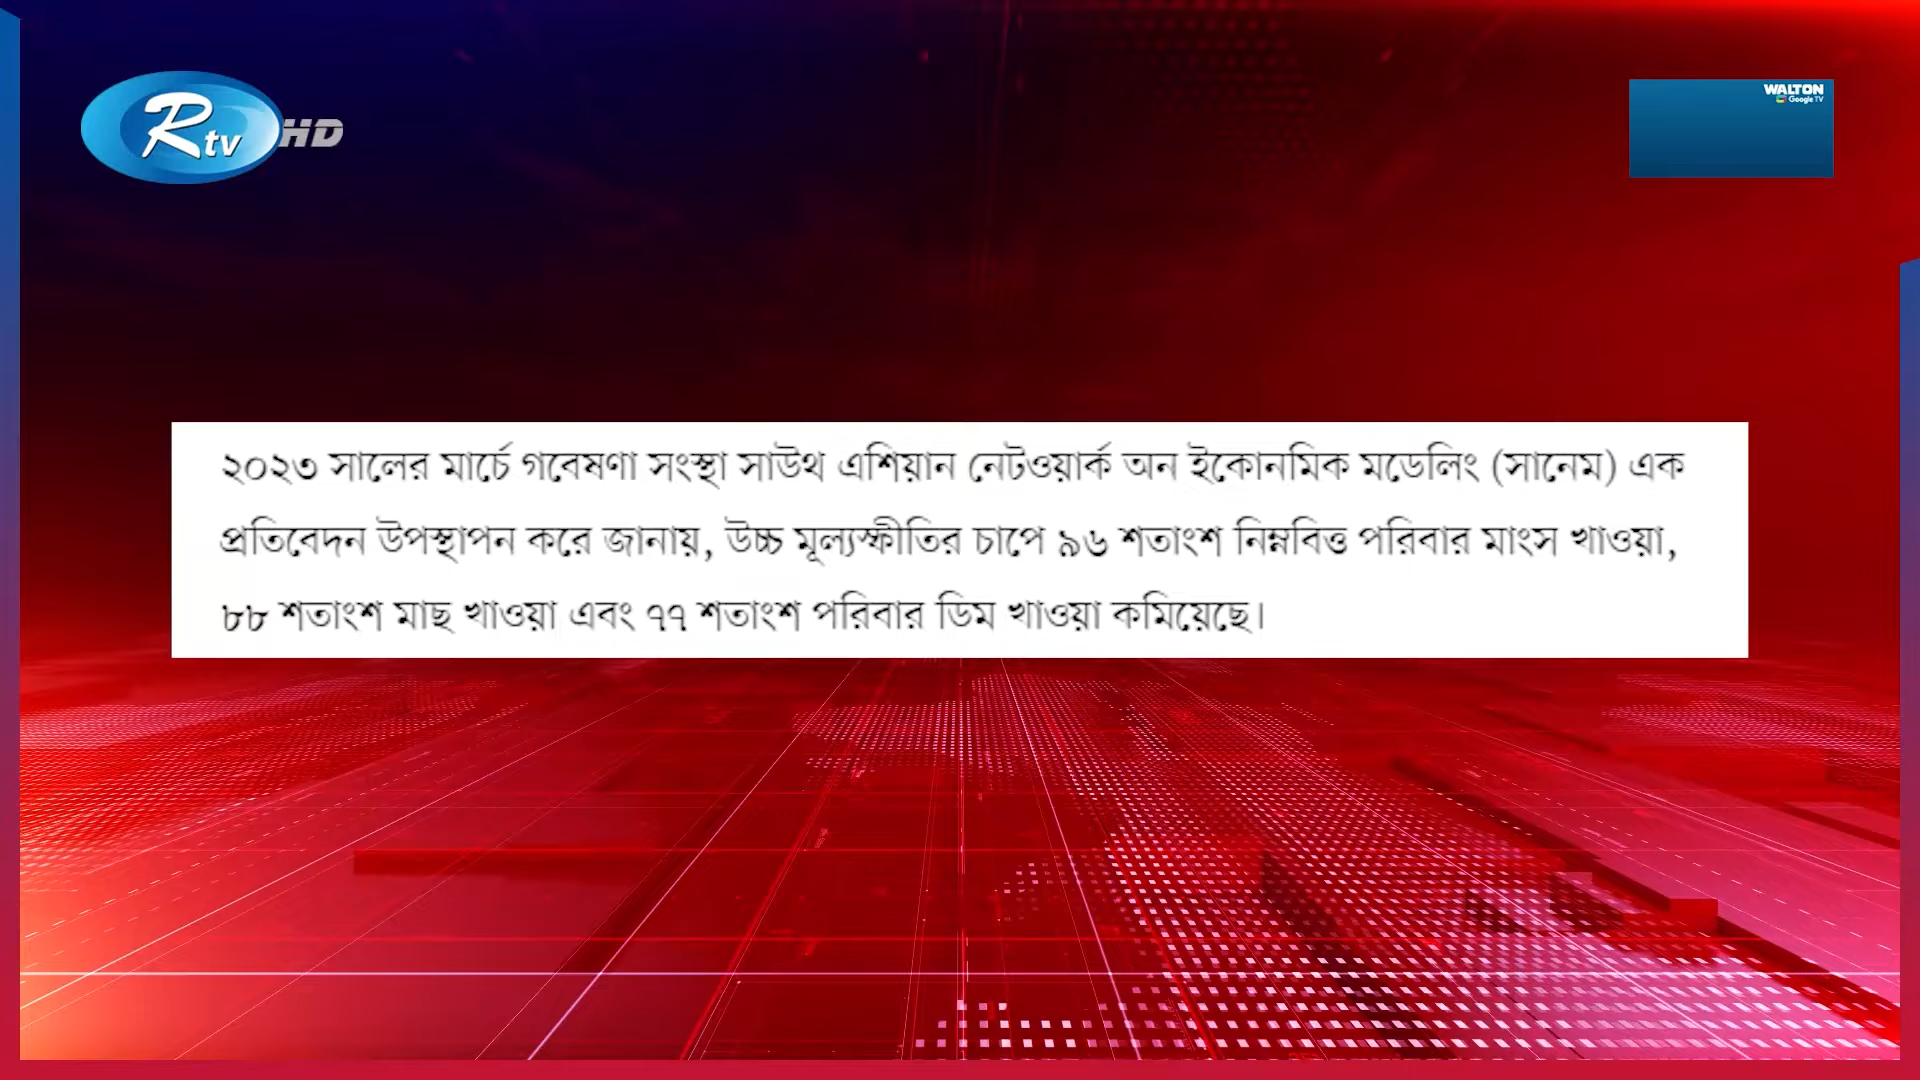 Rtv HD
WALTON
Google TV
২০২৩ সালের মার্চে গবেষণা সংস্থা সাউথ এশিয়ান নেটওয়ার্ক অন ইকোনমিক মডেলিং (সানেম) এক
প্রতিবেদন উপস্থাপন করে জানায়, উচ্চ মূল্যস্ফীতির চাপে ৯৬ শতাংশ নিম্নবিত্ত পরিবার মাংস খাওয়া,
৮৮ শতাংশ মাছ খাওয়া এবং ৭৭ শতাংশ পরিবার ডিম খাওয়া কমিয়েছে।